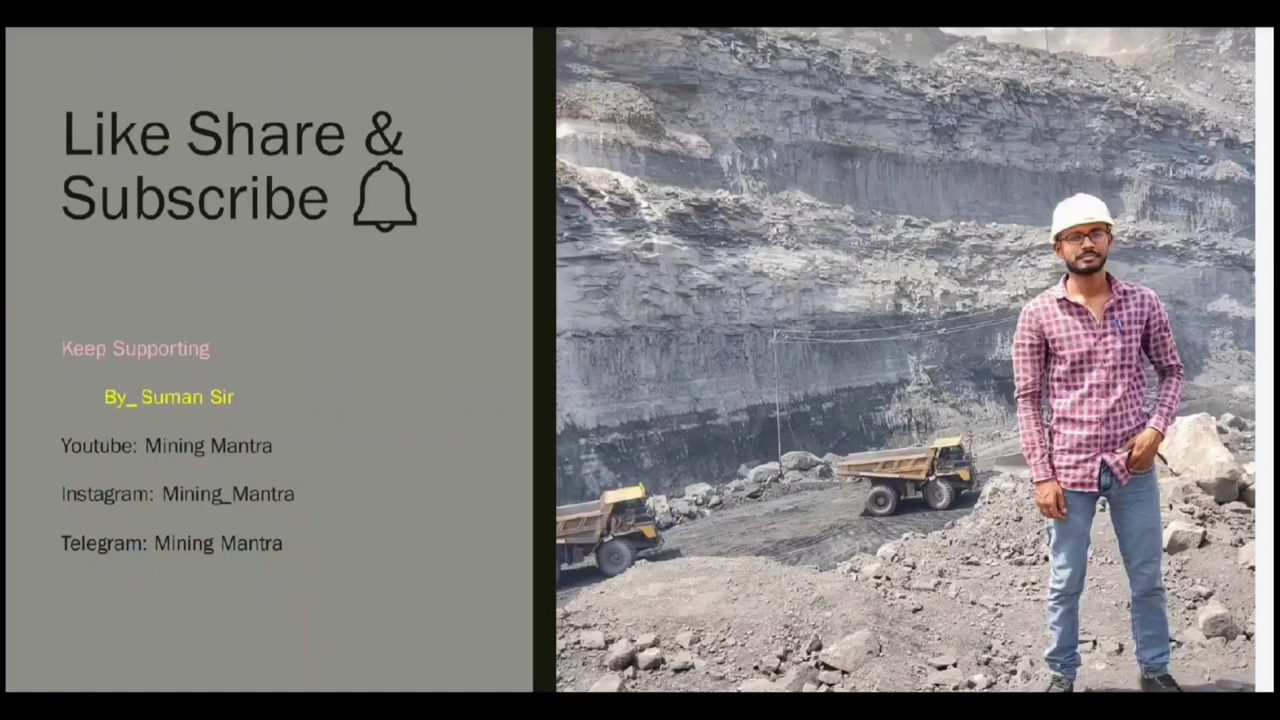 Like Share &
Subscribe
Keep Supporting
By_ Suman Sir
Youtube: Mining Mantra
Instagram: Mining_Mantra
Telegram: Mining Mantra